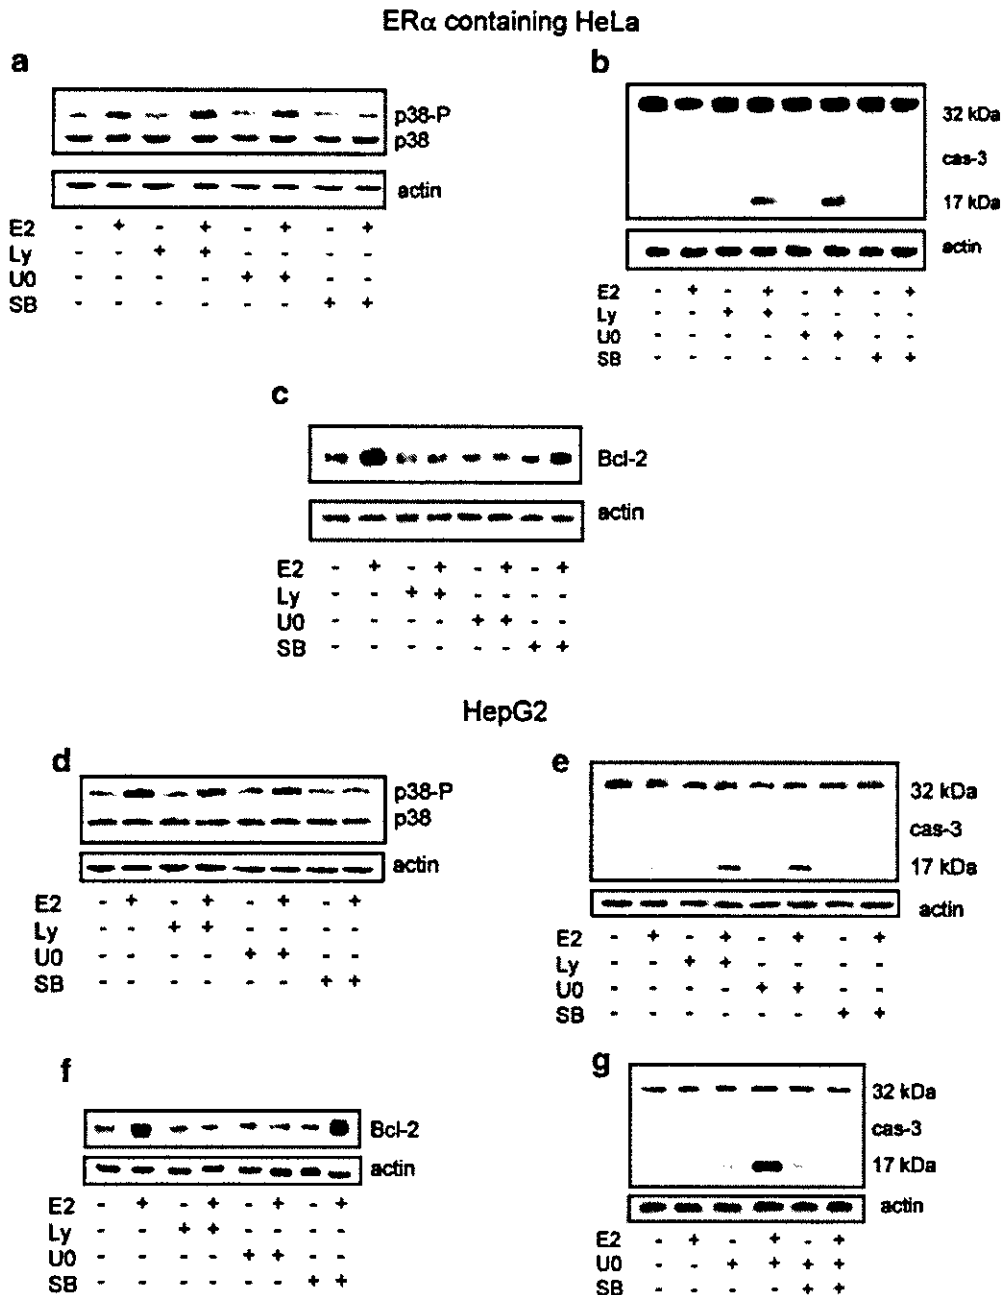 ERα containing HeLa
a
p38-P
p38
actin
E2 - + - + - + - +
Ly - - + + - - - -
U0 - - - - + + - -
SB - - - - - - + +
b
32 kDa
cas-3
17 kDa
actin
E2 - + - + - + - +
Ly - - + + - - - -
U0 - - - - + + - -
SB - - - - - - + +
c
Bcl-2
actin
E2 - + - + - + - +
Ly - - + + - - - -
U0 - - - - + + - -
SB - - - - - - + +
HepG2
d
p38-P
p38
actin
E2 - + - + - + - +
Ly - - + + - - - -
U0 - - - - + + - -
SB - - - - - - + +
e
32 kDa
cas-3
17 kDa
actin
E2 - + - + - + - +
Ly - - + + - - - -
U0 - - - - + + - -
SB - - - - - - + +
f
Bcl-2
actin
E2 - + - + - + - +
Ly - - + + - - - -
U0 - - - - + + - -
SB - - - - - - + +
g
32 kDa
cas-3
17 kDa
actin
E2 - + - + - +
U0 - - + + + +
SB - - - - + +